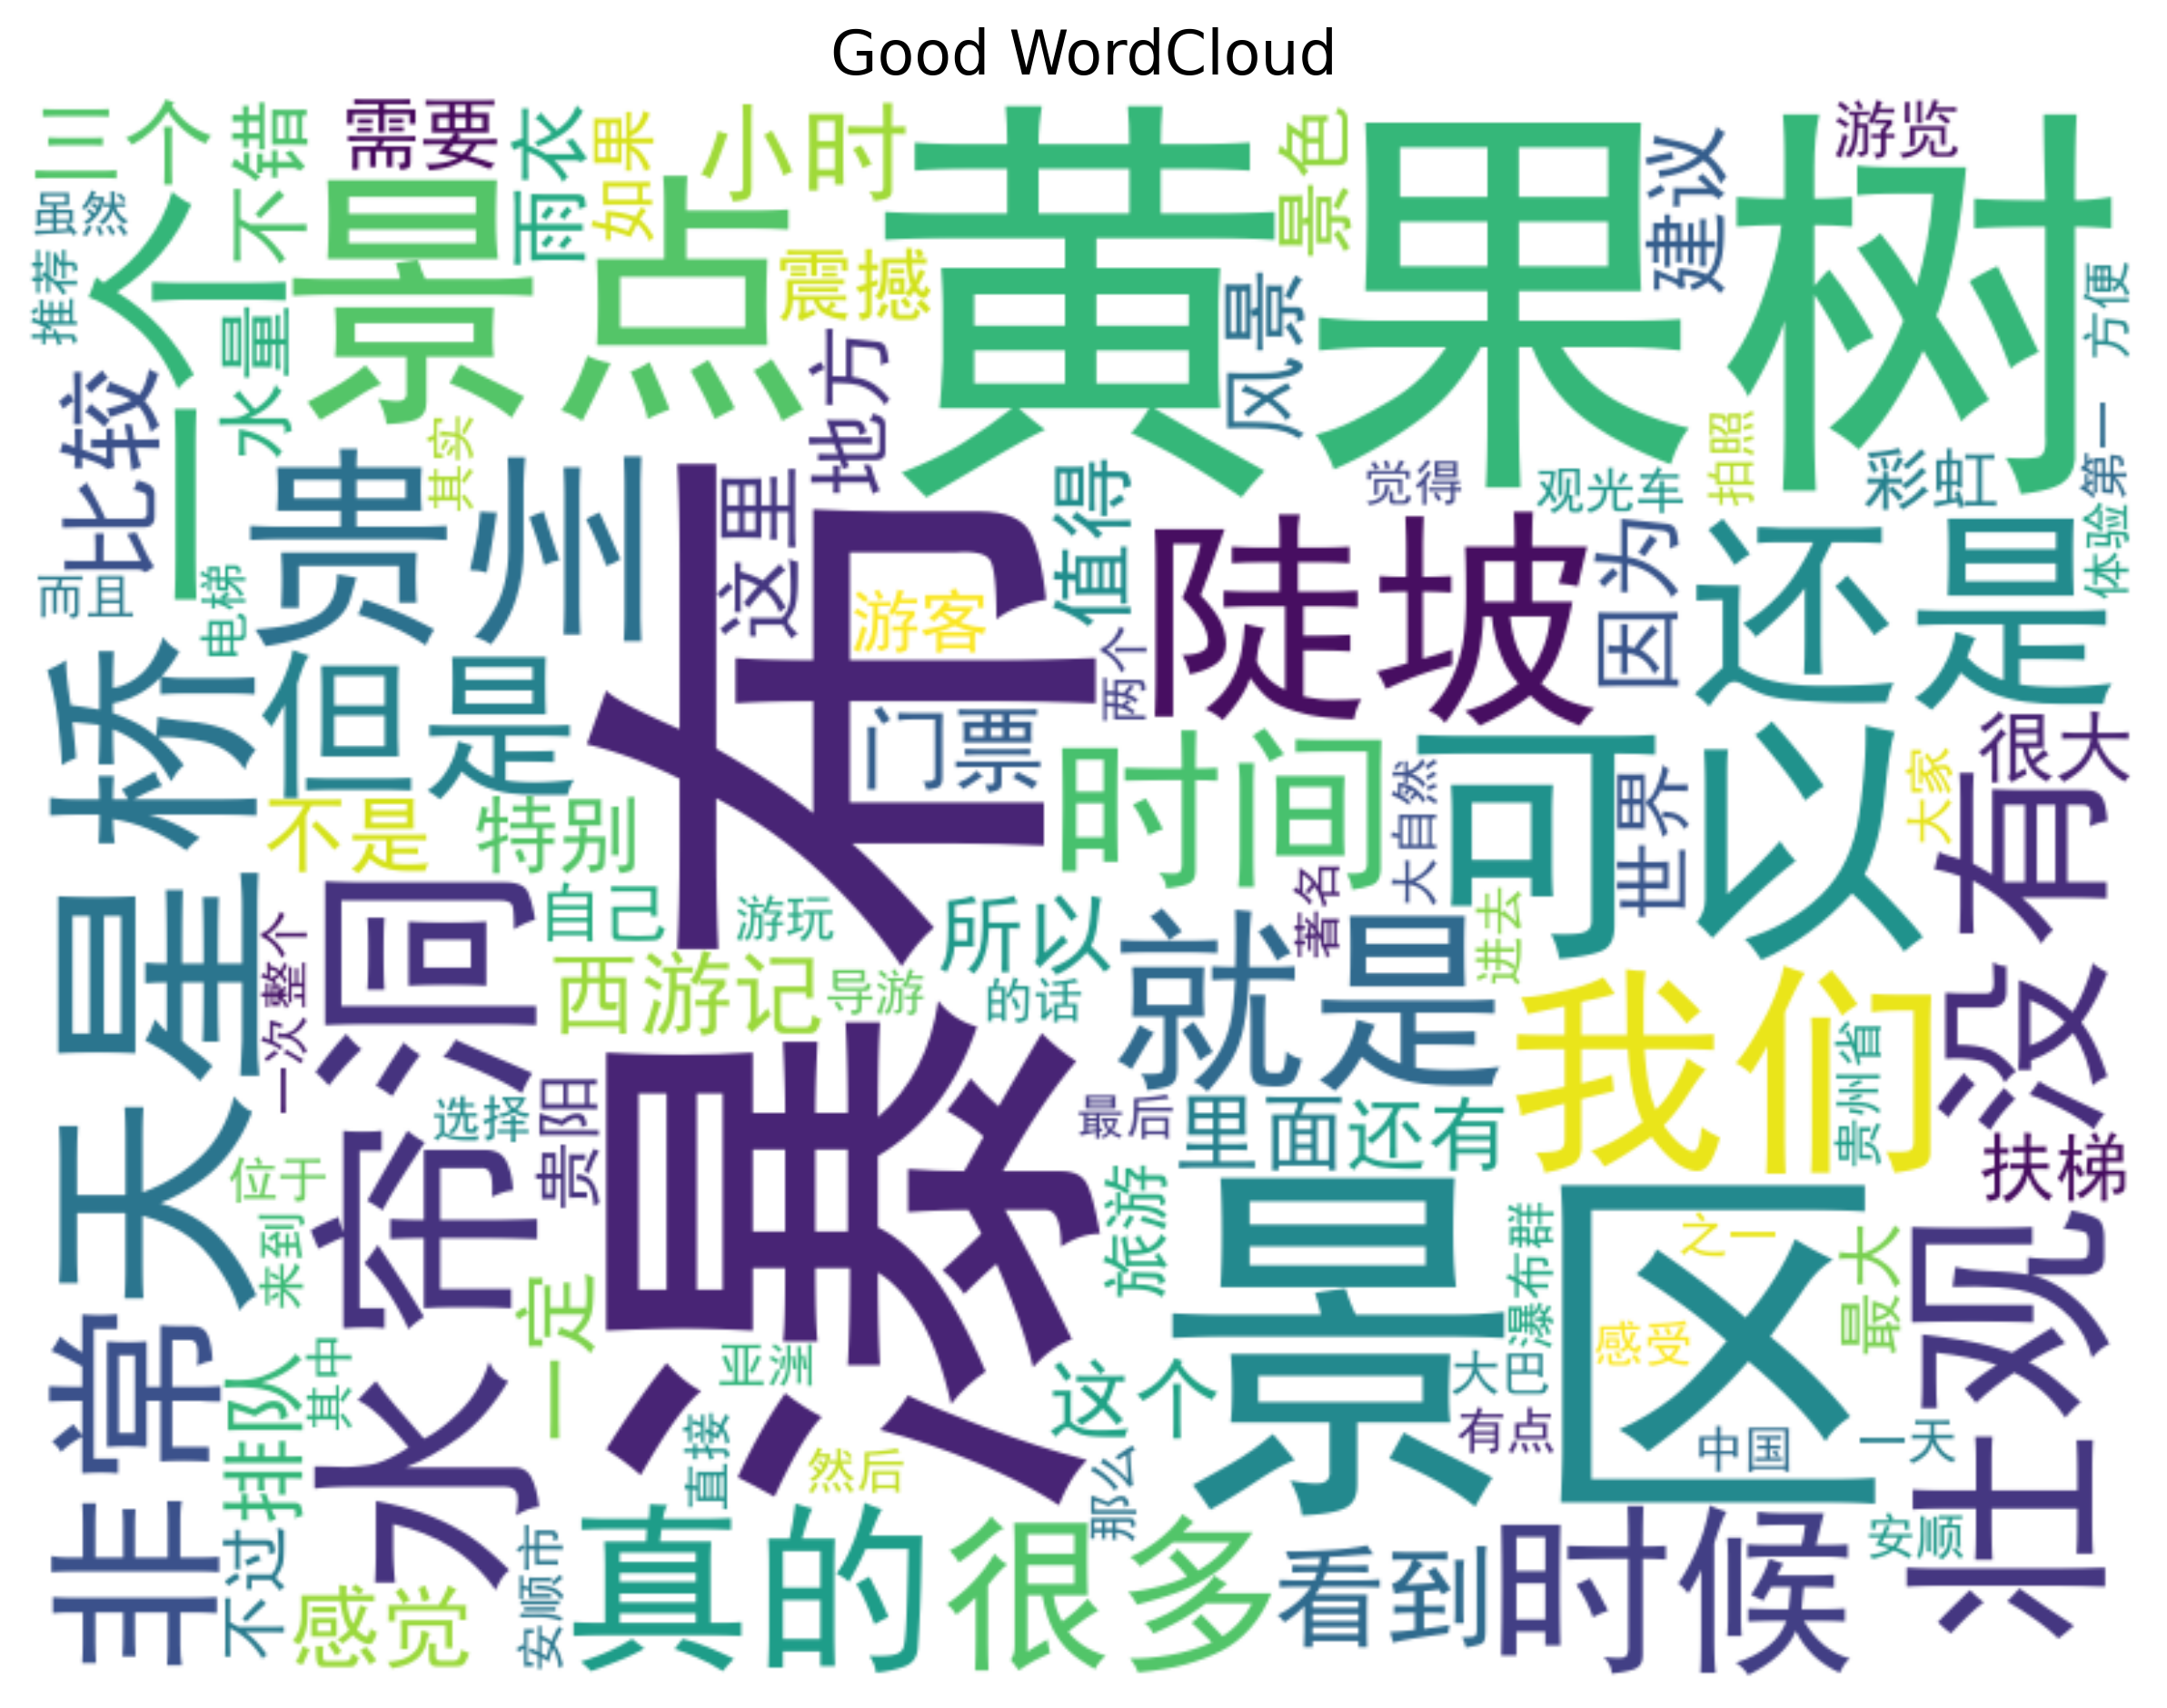 Good WordCloud
三个
不错
需要
雨衣
如果
小时
黄果树
景色
建议
游览
虽然
推荐
一个
水量
景点
震撼
风景
方便
比较
其实
地方
贵州
这里
瀑布
值得
觉得
观光车
拍照
彩虹
第一
陡坡
因为
还是
体验
而且
电梯
游客
两个
天星桥
但是
门票
时间
大自然
可以
世界
大家
很大
没有
不是
特别
自己
游玩
所以
著名
进去
水帘洞
整个
一次
西游记
导游
的话
就是
我们
贵州省
选择
贵阳
最后
里面
还有
扶梯
位于
来到
旅游
景区
瀑布群
之一
最大
壮观
非常
一定
其中
排队
亚洲
这个
大巴
感受
有点
中国
一天
直接
然后
那么
安顺
不过
感觉
安顺市
真的
很多
看到
时候